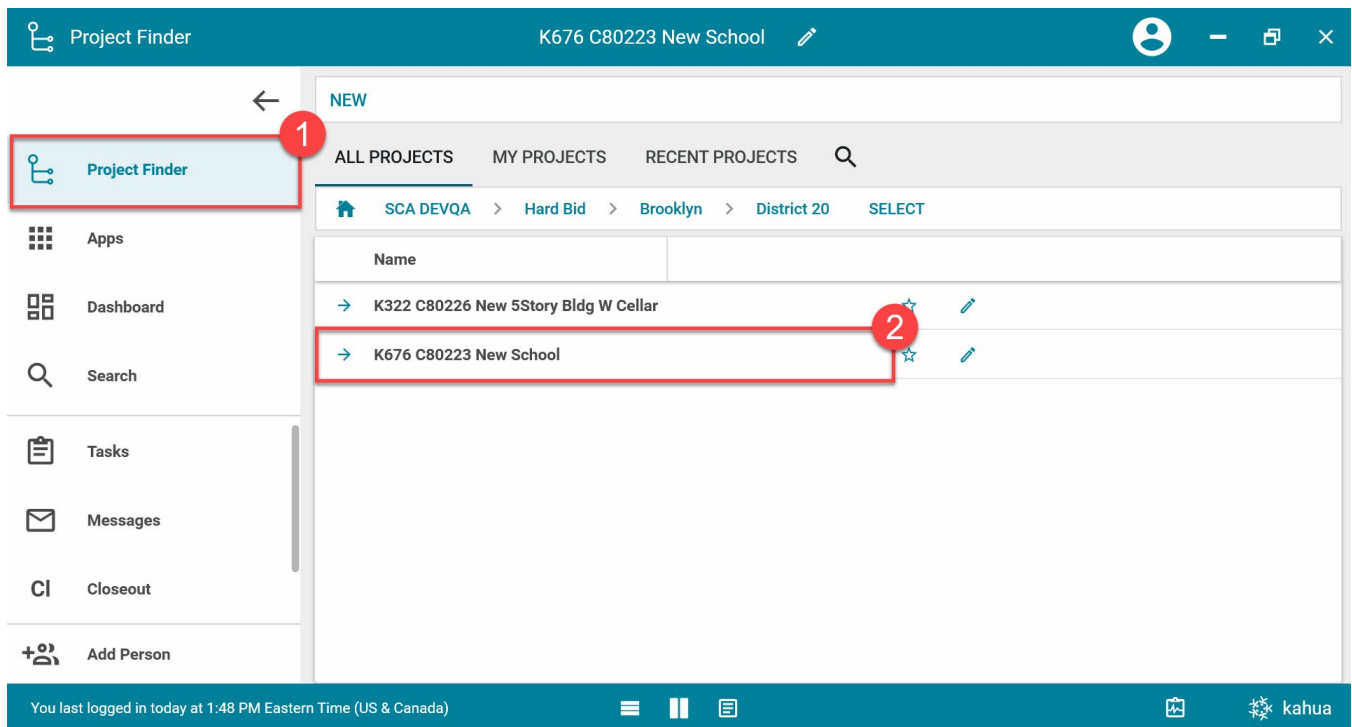 Project Finder
K676 C80223 New School
NEW
1
Project Finder
ALL PROJECTS MY PROJECTS RECENT PROJECTS
SCA DEVQA > Hard Bid > Brooklyn > District 20 SELECT
Apps
Name
Dashboard
K322 C80226 New 5Story Bldg W Cellar
2
K676 C80223 New School
Search
Tasks
Messages
Cl Closeout
Add Person
You last logged in today at 1:48 PM Eastern Time (US & Canada)
kahua